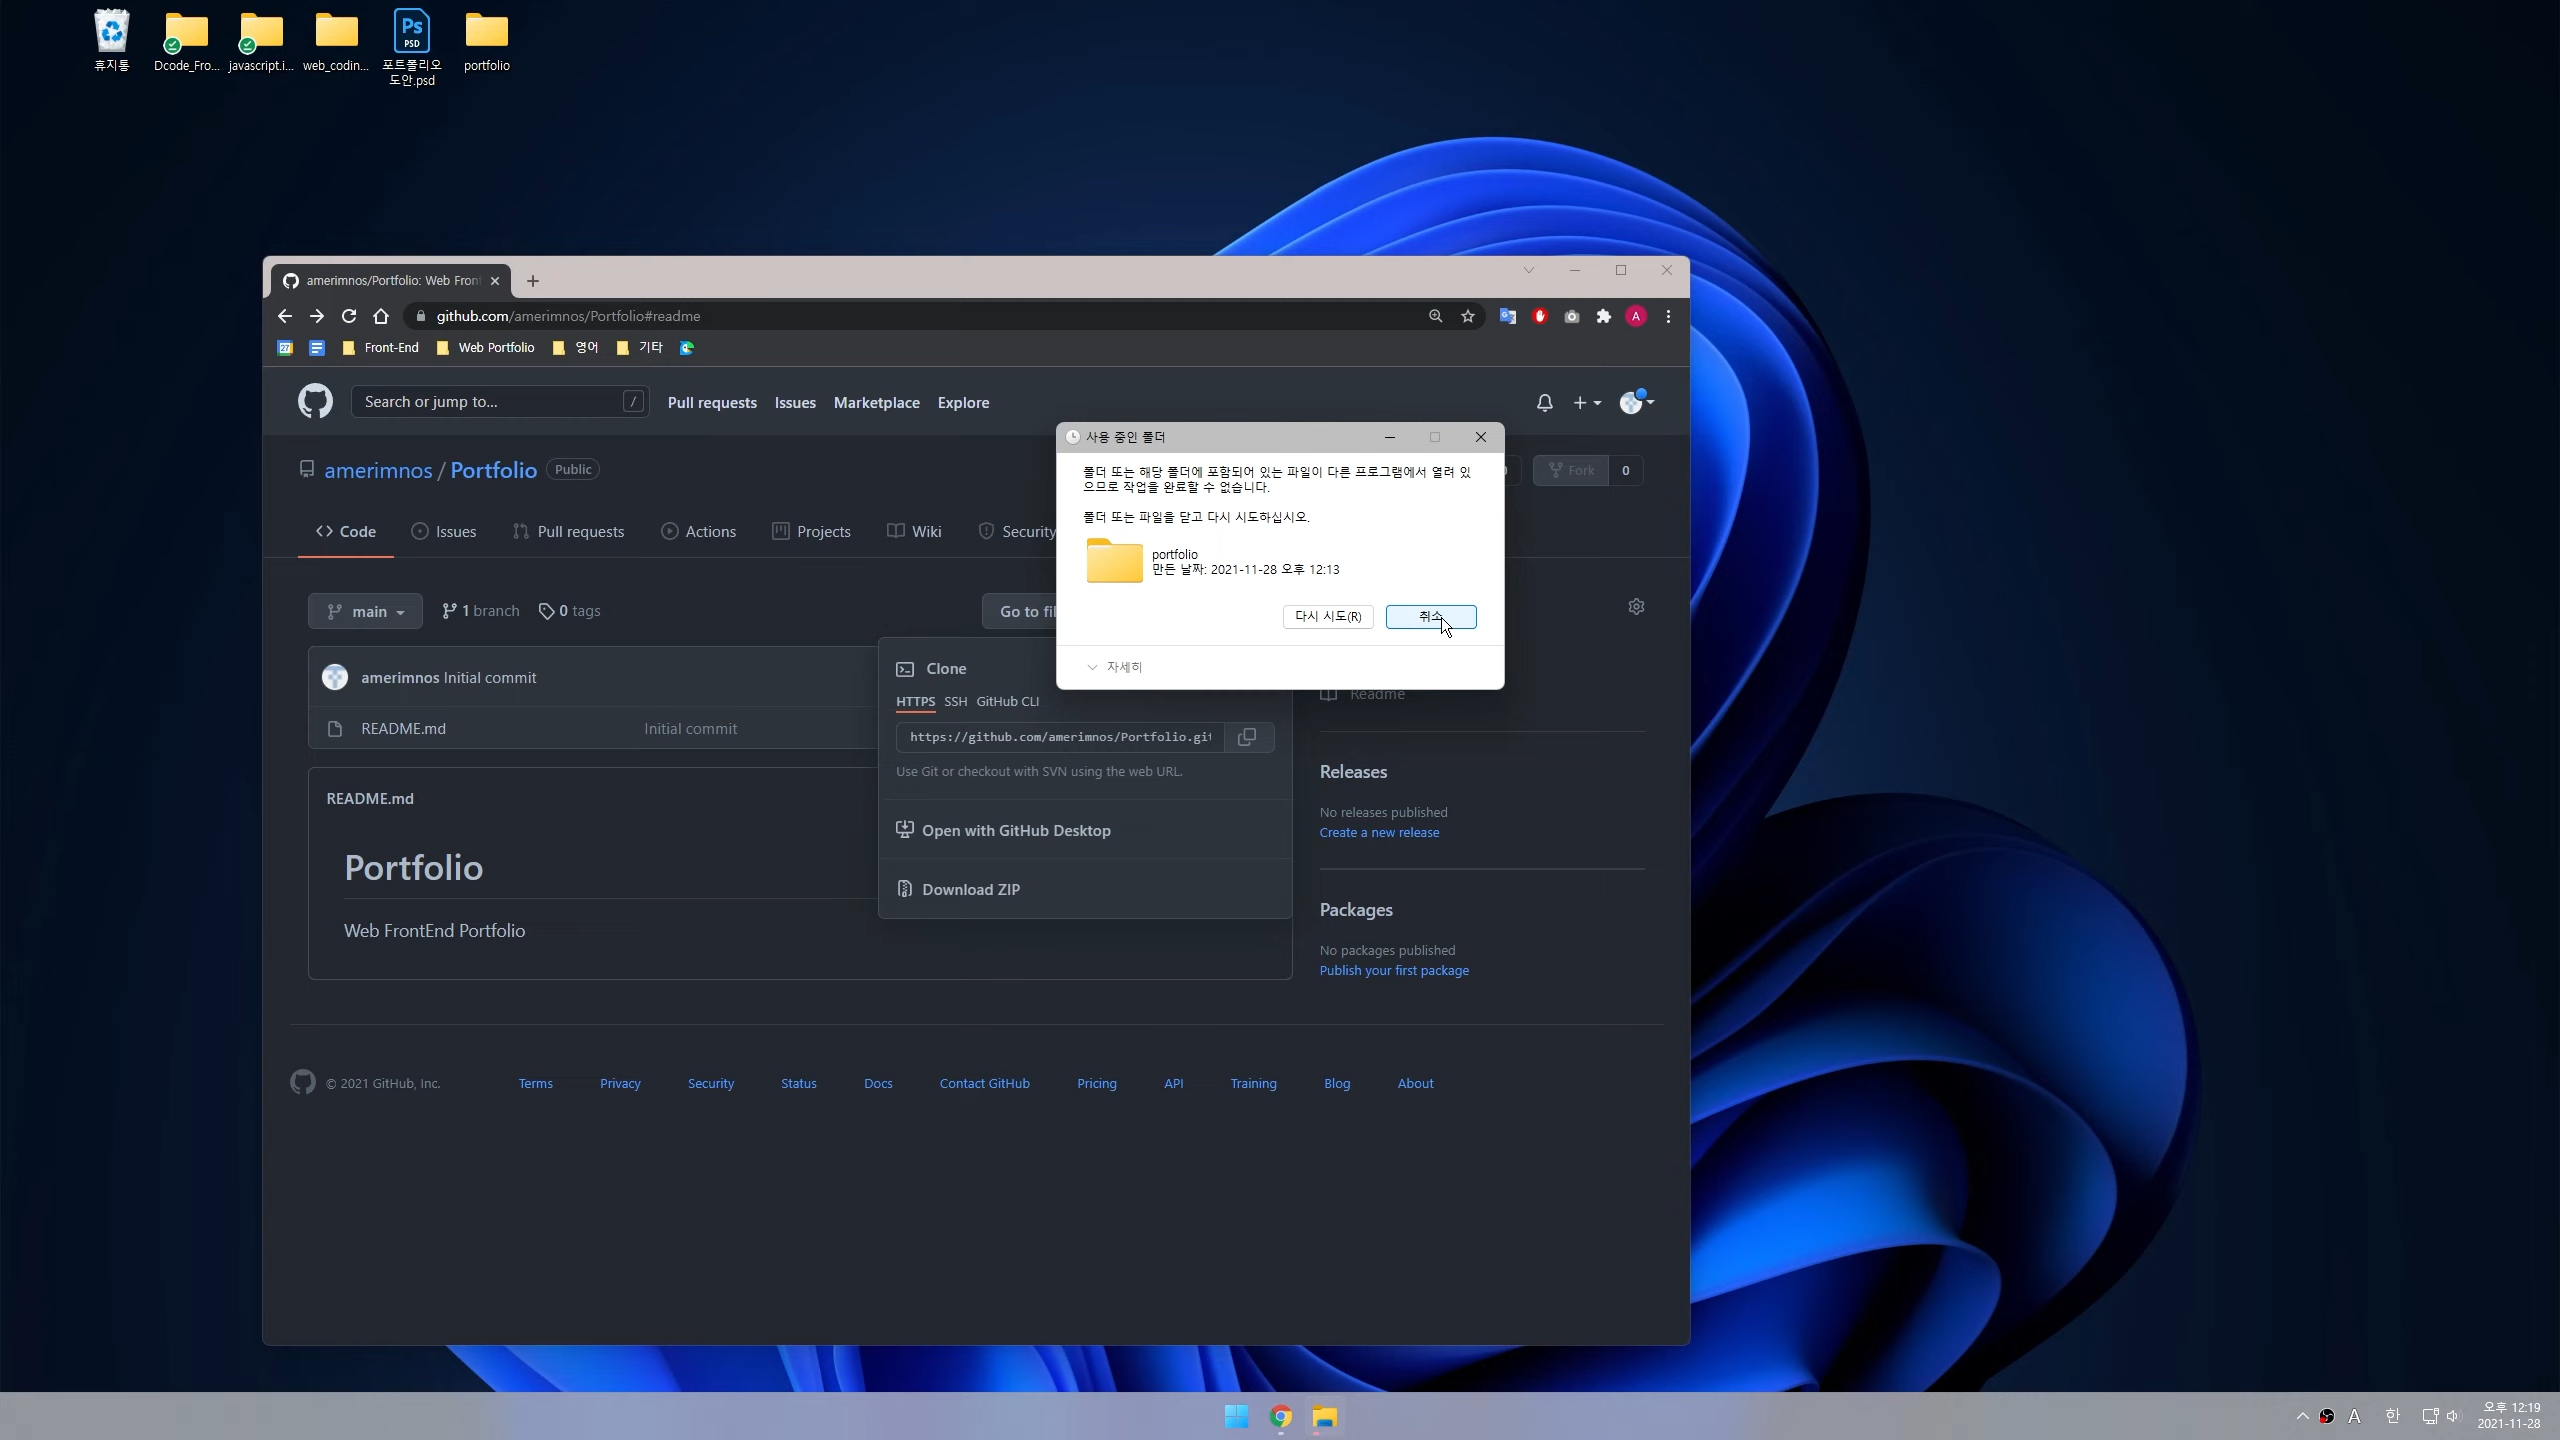 휴지통
Dcode_Fro...
javascript.i...
web_codin...
Ps
PSD
포트폴리오
도안.psd
portfolio
amerimnos/Portfolio: Web Front
github.com/amerimnos/Portfolio#readme
A
27
Front-End
Web Portfolio
영어
기타
Search or jump to...
/
Pull requests
Issues
Marketplace
Explore
amerimnos / Portfolio
Public
Fork
0
Code
Issues
Pull requests
Actions
Projects
Wiki
Security
사용 중인 폴더
폴더 또는 해당 폴더에 포함되어 있는 파일이 다른 프로그램에서 열려 있
으므로 작업을 완료할 수 없습니다.
폴더 또는 파일을 닫고 다시 시도하십시오.
portfolio
만든 날짜: 2021-11-28 오후 12:13
다시 시도(R)
취소
자세히
main
1 branch
0 tags
Go to fil
amerimnos Initial commit
README.md
Initial commit
Clone
HTTPS
SSH
GitHub CLI
https://github.com/amerimnos/Portfolio.git
Use Git or checkout with SVN using the web URL.
Open with GitHub Desktop
Download ZIP
README.md
Portfolio
Web FrontEnd Portfolio
Readme
Releases
No releases published
Create a new release
Packages
No packages published
Publish your first package
© 2021 GitHub, Inc.
Terms
Privacy
Security
Status
Docs
Contact GitHub
Pricing
API
Training
Blog
About
A
한
오후 12:19
2021-11-28